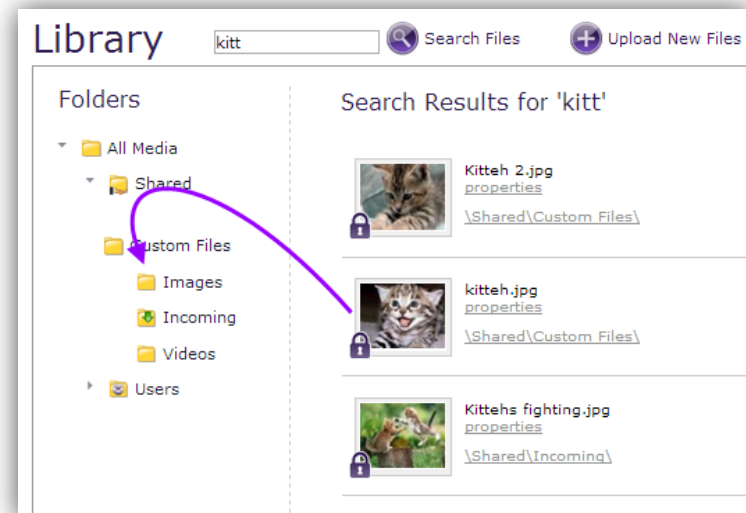 Library
kitt
Search Files
Upload New Files
Folders
All Media
Shared
Custom Files
Images
Incoming
Videos
Users
Search Results for 'kitt'
Kitteh 2.jpg
properties
\Shared\Custom Files\
kitteh.jpg
properties
\Shared\Custom Files\
Kittehs fighting.jpg
properties
\Shared\Incoming\